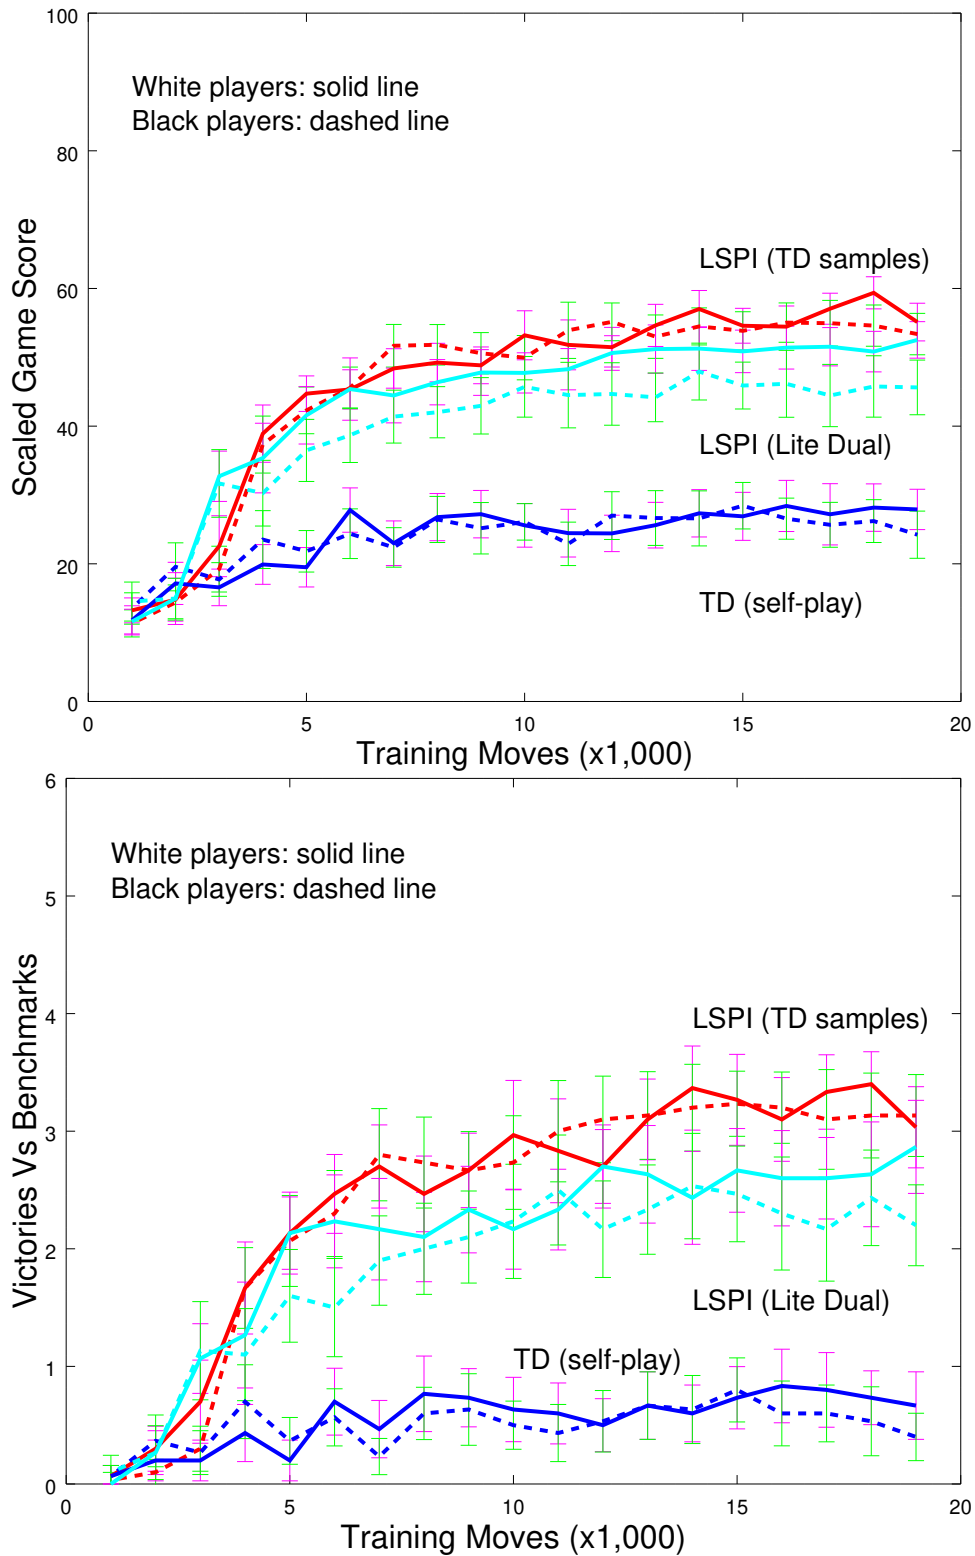 100
White players: solid line
Black players: dashed line
80
LSPI (TD samples)
60
Scaled Game Score
40
LSPI (Lite Dual)
20
TD (self-play)
0
0 5 10 15 20
Training Moves (x1,000)
6
White players: solid line
Black players: dashed line
5
LSPI (TD samples)
4
Victories Vs Benchmarks
3
2
LSPI (Lite Dual)
TD (self-play)
1
0
0 5 10 15 20
Training Moves (x1,000)